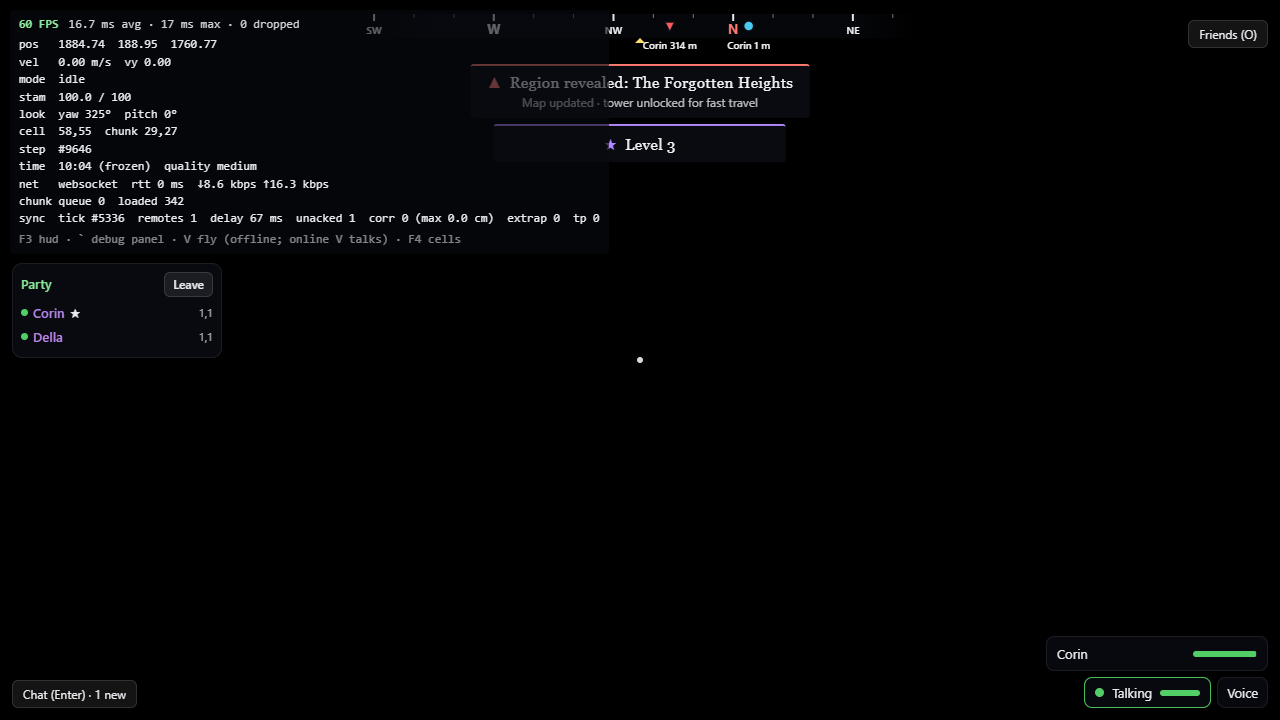 60 FPS 16.7 ms avg · 17 ms max · 0 dropped
pos 1884.74 188.95 1760.77
vel 0.00 m/s vy 0.00
mode idle
stam 100.0 / 100
look yaw 325° pitch 0°
cell 58,55 chunk 29,27
step #9646
time 10:04 (frozen) quality medium
net websocket rtt 0 ms ↓8.6 kbps ↑16.3 kbps
chunk queue 0 loaded 342
sync tick #5336 remotes 1 delay 67 ms unacked 1 corr 0 (max 0.0 cm) extrap 0 tp 0
F3 hud · ` debug panel · V fly (offline; online V talks) · F4 cells
SW W NW N NE
Corin 314 m Corin 1 m
Region revealed: The Forgotten Heights
Map updated · tower unlocked for fast travel
★ Level 3
Friends (O)
Party Leave
Corin ★ 1,1
Della 1,1
Corin
Talking Voice
Chat (Enter) · 1 new